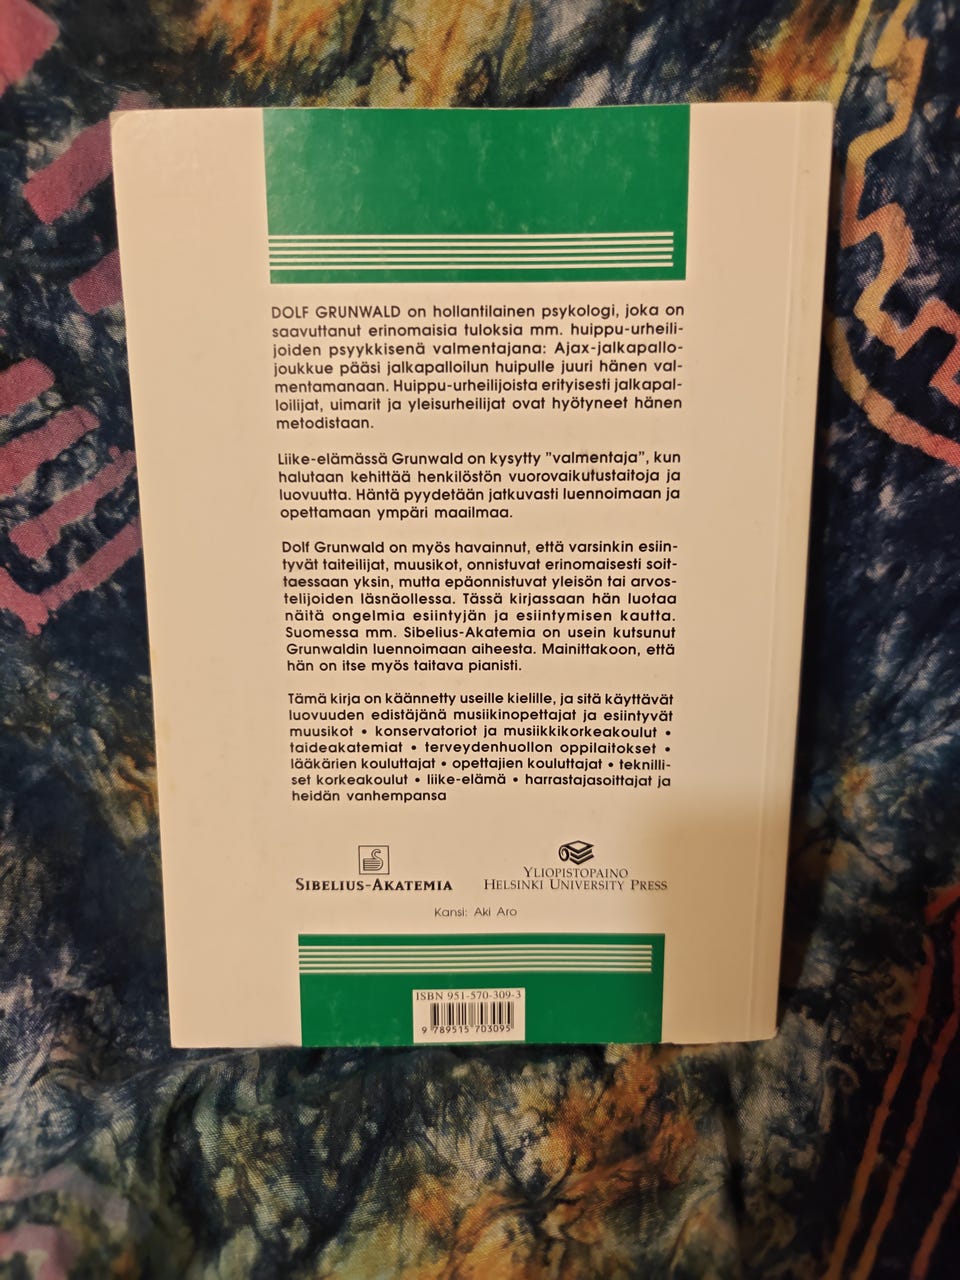 DOLF GRUNWALD on hollantilainen psykologi, joka on
saavuttanut erinomaisia tuloksia mm. huippu-urheili-
joiden psyykkisenä valmentajana: Ajax-jalkapallo-
joukkue pääsi jalkapalloilun huipulle juuri hänen val-
mentamanaan. Huippu-urheilijoista erityisesti jalkapal-
loilijat, uimarit ja yleisurheilijat ovat hyötyneet hänen
metodistaan.
Liike-elämässä Grunwald on kysytty ”valmentaja”, kun
halutaan kehittää henkilöstön vuorovaikutustaitoja ja
luovuutta. Häntä pyydetään jatkuvasti luennoimaan ja
opettamaan ympäri maailmaa.
Dolf Grunwald on myös havainnut, että varsinkin esiin-
tyvät taiteilijat, muusikot, onnistuvat erinomaisesti soit-
taessaan yksin, mutta epäonnistuvat yleisön tai arvos-
telijoiden läsnäollessa. Tässä kirjassaan hän luotaa
näitä ongelmia esiintyjän ja esiintymisen kautta.
Suomessa mm. Sibelius-Akatemia on usein kutsunut
Grunwaldin luennoimaan aiheesta. Mainittakoon, että
hän on itse myös taitava pianisti.
Tämä kirja on käännetty useille kielille, ja sitä käyttävät
luovuuden edistäjänä musiikinopettajat ja esiintyvät
muusikot • konservatoriot ja musiikkikorkeakoulut •
taideakatemiat • terveydenhuollon oppilaitokset •
lääkärien kouluttajat • opettajien kouluttajat • teknilli-
set korkeakoulut • liike-elämä • harrastajasoittajat ja
heidän vanhempansa
SIBELIUS-AKATEMIA
YLIOPISTOPAINO
HELSINKI UNIVERSITY PRESS
Kansi: Aki Aro
ISBN 951-570-309-3
9 789515 703095